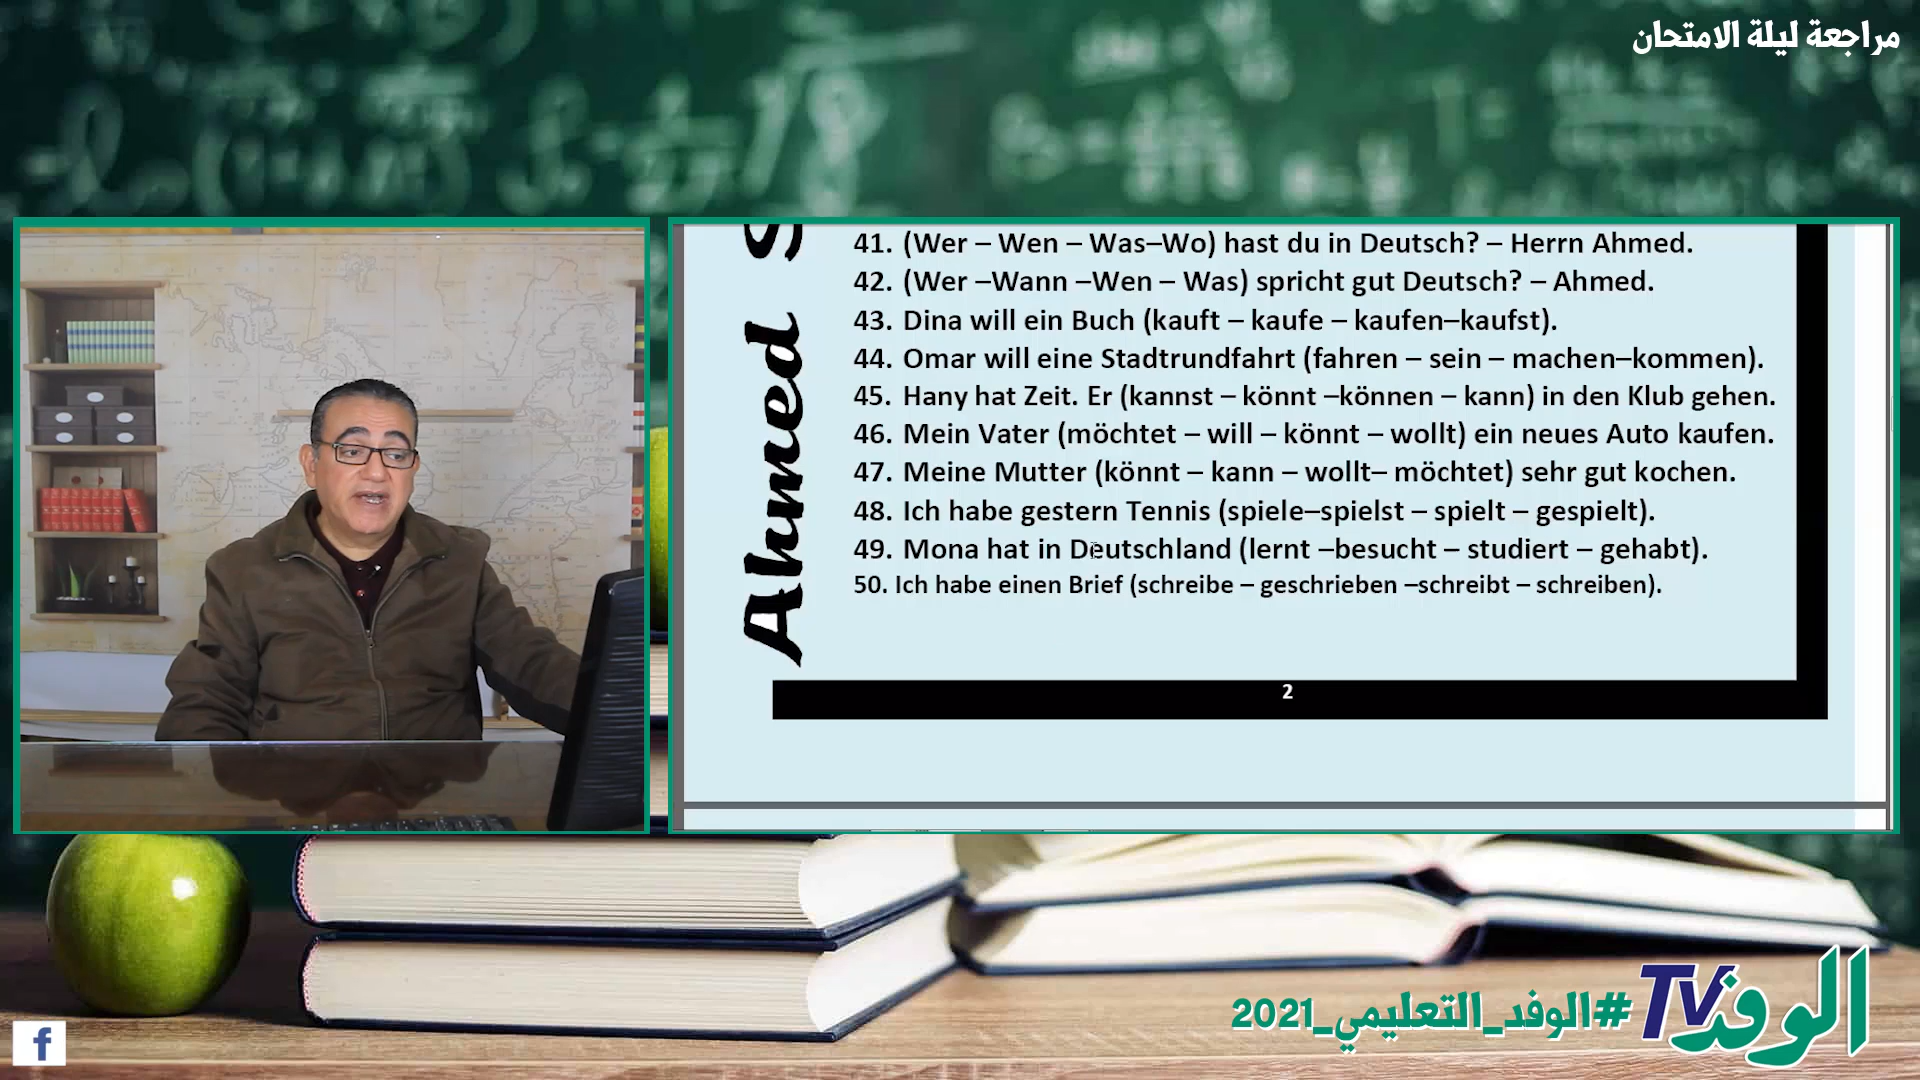 مراجعة ليلة الامتحان
41. (Wer – Wen – Was–Wo) hast du in Deutsch? – Herrn Ahmed.
42. (Wer –Wann –Wen – Was) spricht gut Deutsch? – Ahmed.
43. Dina will ein Buch (kauft – kaufe – kaufen–kaufst).
44. Omar will eine Stadtrundfahrt (fahren – sein – machen–kommen).
45. Hany hat Zeit. Er (kannst – könnt –können – kann) in den Klub gehen.
46. Mein Vater (möchtet – will – könnt – wollt) ein neues Auto kaufen.
47. Meine Mutter (könnt – kann – wollt– möchtet) sehr gut kochen.
48. Ich habe gestern Tennis (spiele–spielst – spielt – gespielt).
49. Mona hat in Deutschland (lernt –besucht – studiert – gehabt).
50. Ich habe einen Brief (schreibe – geschrieben –schreibt – schreiben).
Ahmed S
2
#الوفد_التعليمي_2021
الوفد TV
f